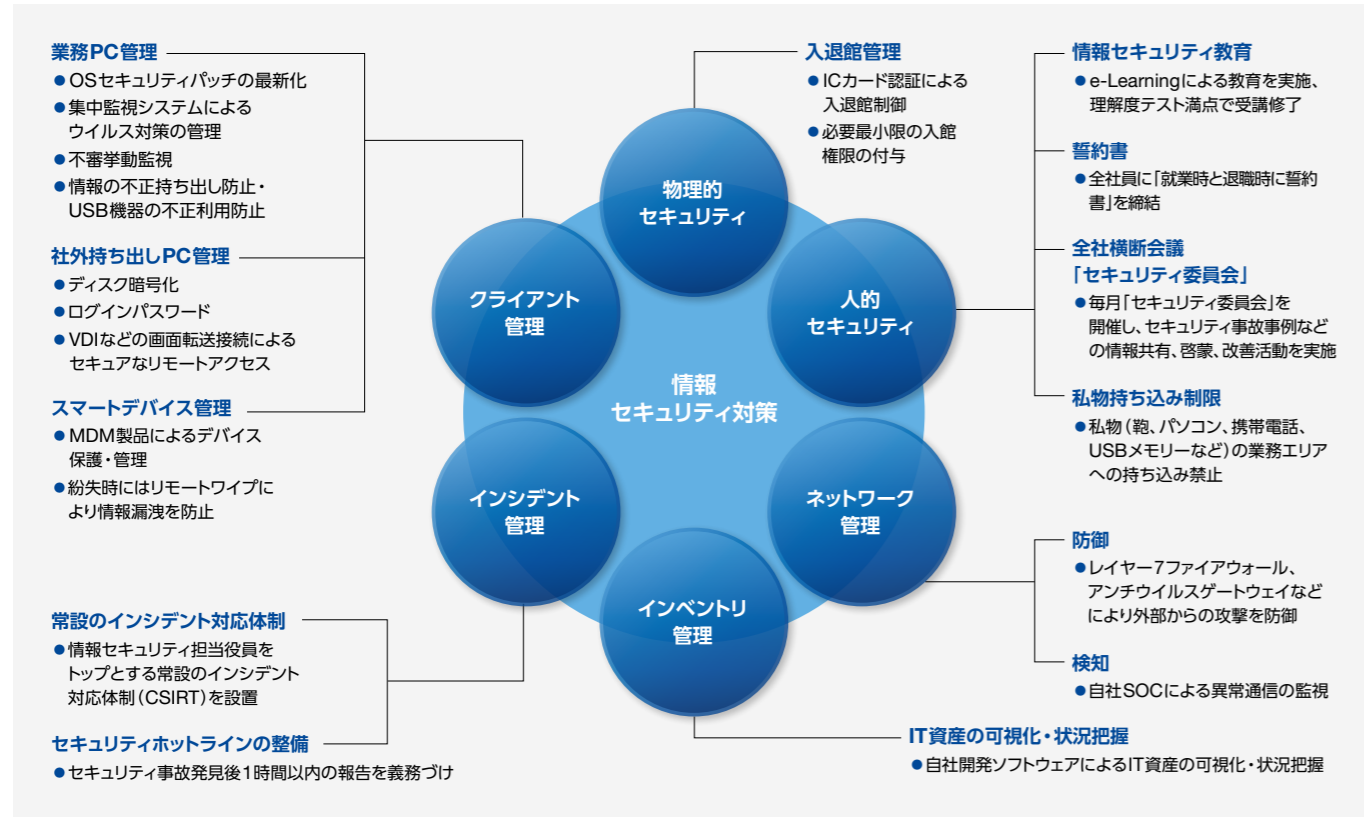 業務PC管理
●OSセキュリティパッチの最新化
●集中監視システムによる
ウイルス対策の管理
●不審挙動監視
●情報の不正持ち出し防止・
USB機器の不正利用防止
社外持ち出しPC管理
●ディスク暗号化
●ログインパスワード
●VDIなどの画面転送接続による
セキュアなリモートアクセス
スマートデバイス管理
●MDM製品によるデバイス
保護・管理
●紛失時にはリモートワイプに
より情報漏洩を防止
常設のインシデント対応体制
●情報セキュリティ担当役員を
トップとする常設のインシデント
対応体制(CSIRT)を設置
セキュリティホットラインの整備
●セキュリティ事故発見後1時間以内の報告を義務づけ
物理的
セキュリティ
クライアント
管理
人的
セキュリティ
情報
セキュリティ対策
インシデント
管理
ネットワーク
管理
インベントリ
管理
入退館管理
●ICカード認証による
入退館制御
●必要最小限の入館
権限の付与
情報セキュリティ教育
●e-Learningによる教育を実施、
理解度テスト満点で受講修了
誓約書
●全社員に「就業時と退職時に誓約
書」を締結
全社横断会議
「セキュリティ委員会」
●毎月「セキュリティ委員会」を
開催し、セキュリティ事故事例など
の情報共有、啓蒙、改善活動を実施
私物持ち込み制限
●私物(鞄、パソコン、携帯電話、
USBメモリーなど)の業務エリア
への持ち込み禁止
防御
●レイヤー7ファイアウォール、
アンチウイルスゲートウェイなど
により外部からの攻撃を防御
検知
●自社SOCによる異常通信の監視
IT資産の可視化・状況把握
●自社開発ソフトウェアによるIT資産の可視化・状況把握